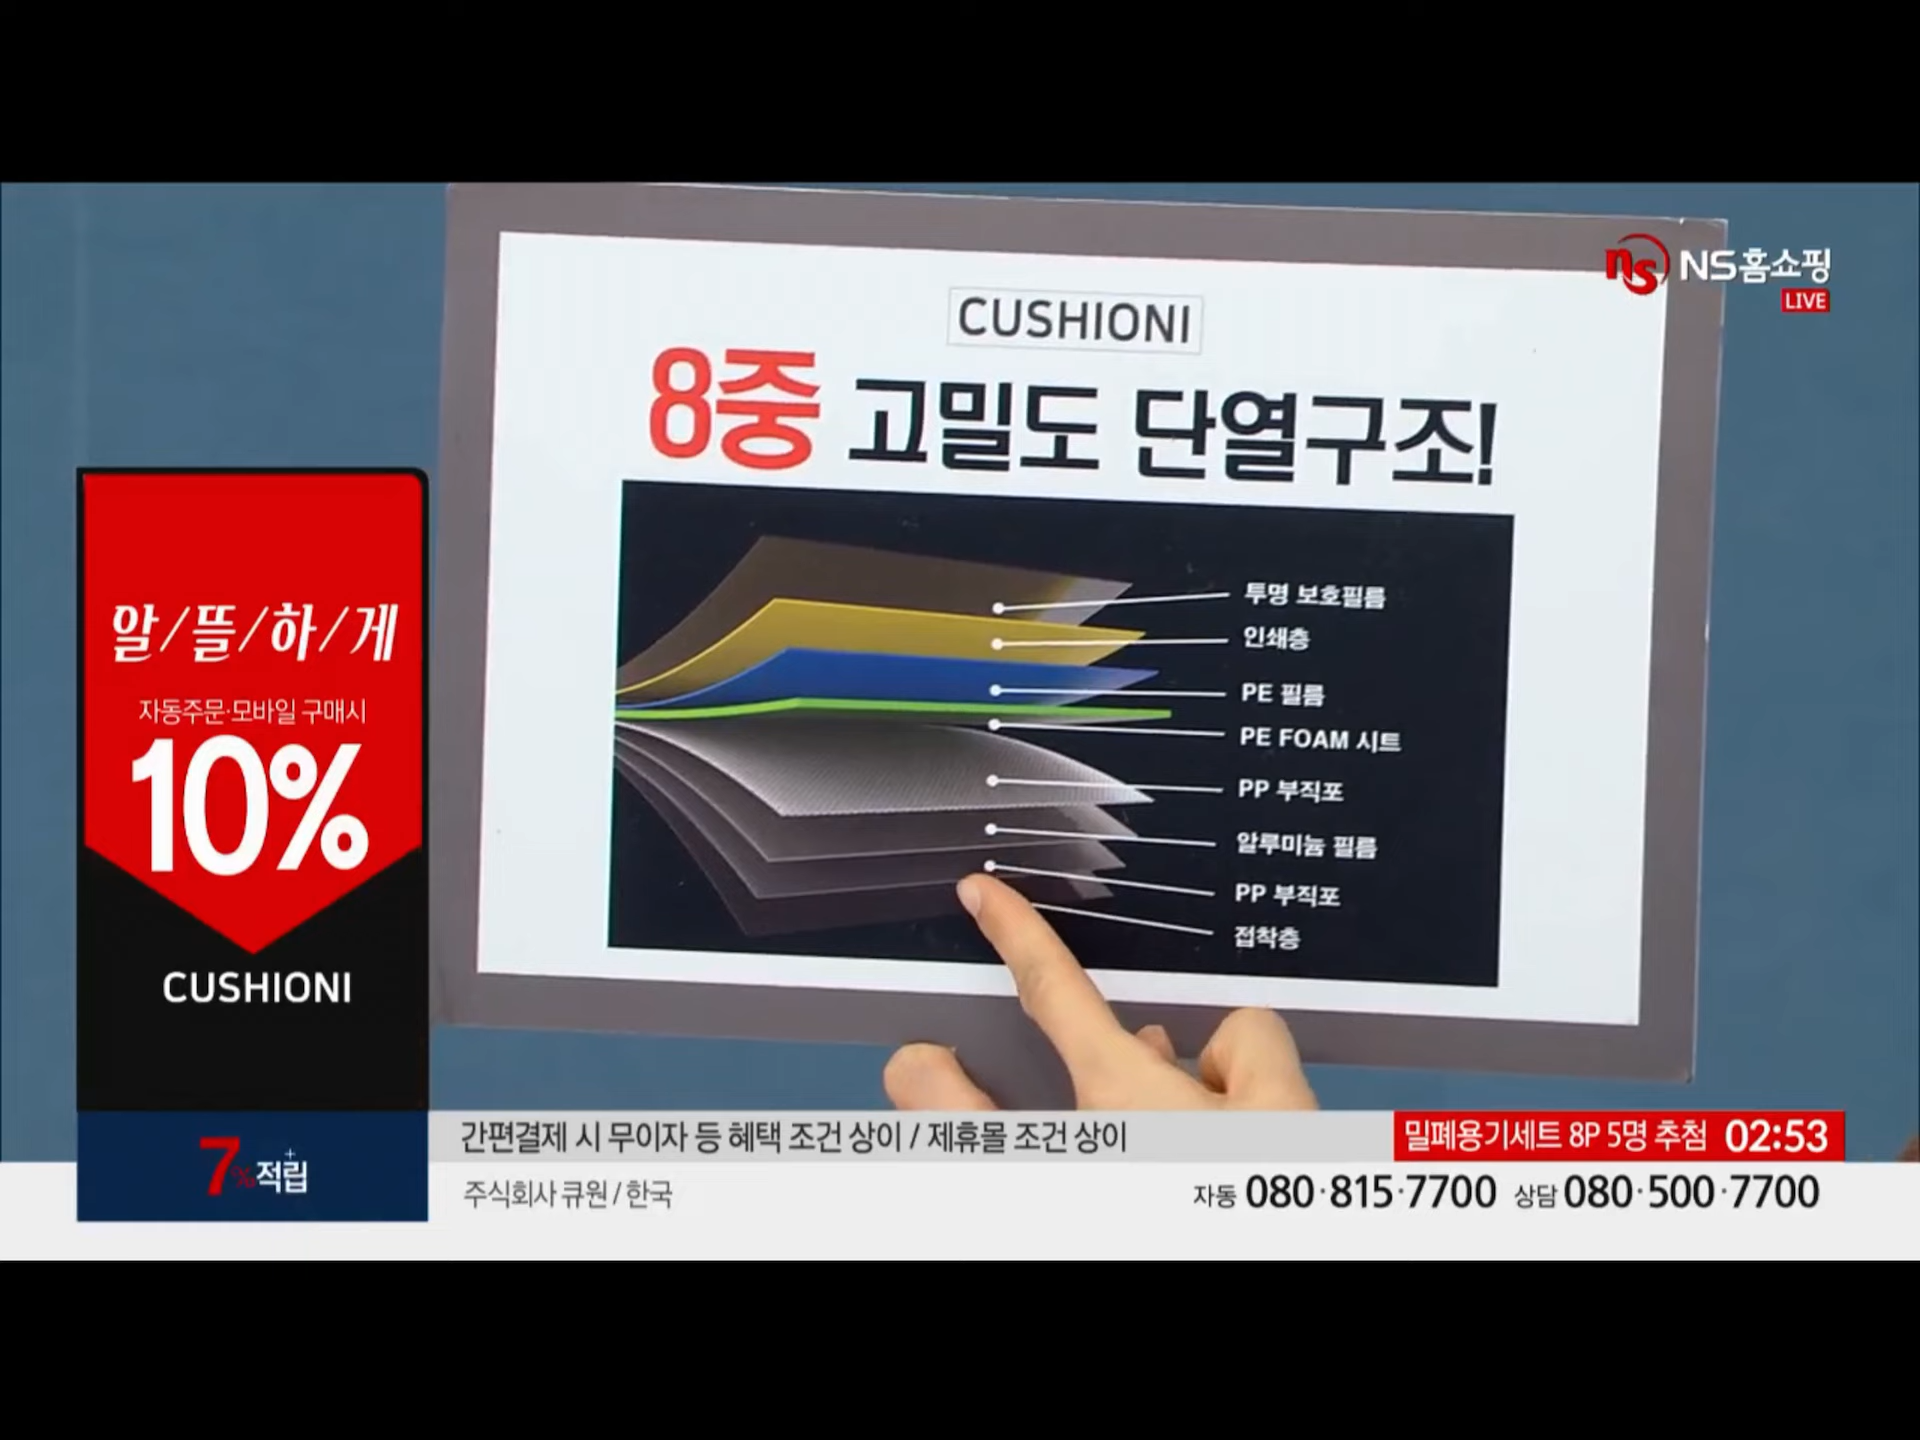 ns NS홈쇼핑
LIVE
CUSHIONI
8중 고밀도 단열구조!
투명 보호필름
인쇄층
PE 필름
PE FOAM 시트
PP 부직포
알루미늄 필름
PP 부직포
접착층
알/뜰/하/게
자동주문·모바일 구매시
10%
CUSHIONI
7%+적립
간편결제 시 무이자 등 혜택 조건 상이 / 제휴몰 조건 상이
밀폐용기세트 8P 5명 추첨 02:53
주식회사 큐원 / 한국
자동 080·815·7700 상담 080·500·7700